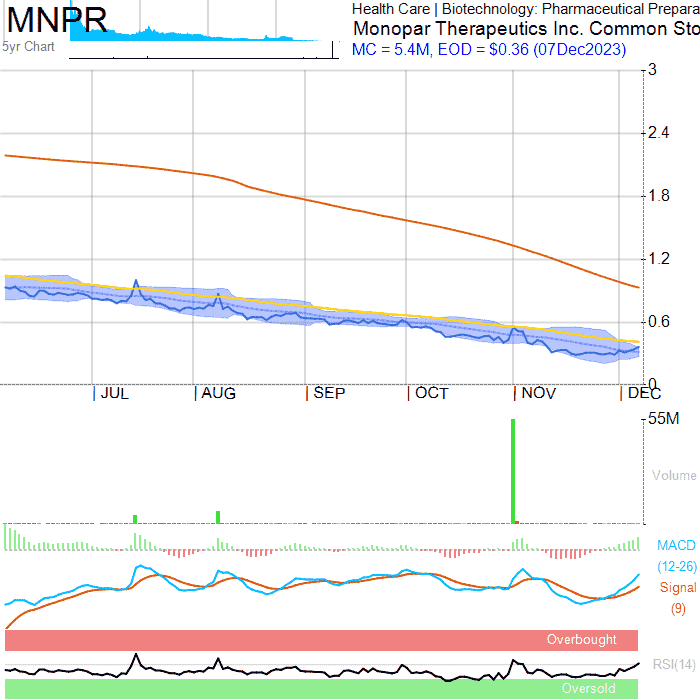 MNPR
5yr Chart
Health Care | Biotechnology: Pharmaceutical Prepara
Monopar Therapeutics Inc. Common Sto
MC = 5.4M, EOD = $0.36 (07Dec2023)
3
2.4
1.8
1.2
0.6
0
JUL AUG SEP OCT NOV DEC
55M
Volume
MACD
(12-26)
Signal
(9)
Overbought
RSI(14)
Oversold